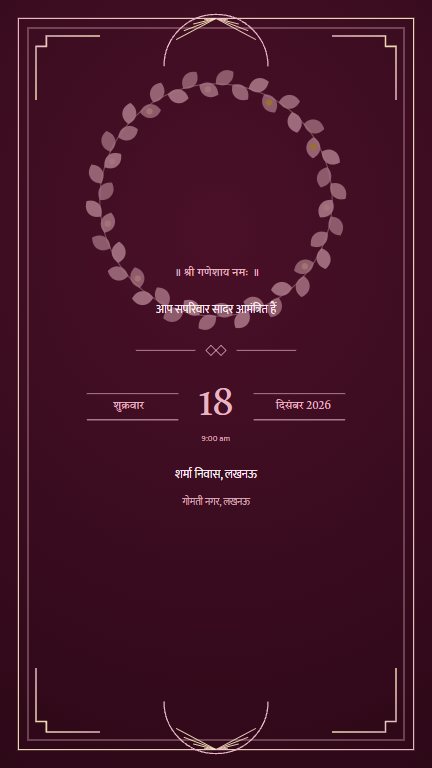 ॥ श्री गणेशाय नमः ॥
आप सपरिवार सादर आमंत्रित हैं
शुक्रवार
18
दिसंबर 2026
9:00 am
शर्मा निवास, लखनऊ
गोमती नगर, लखनऊ